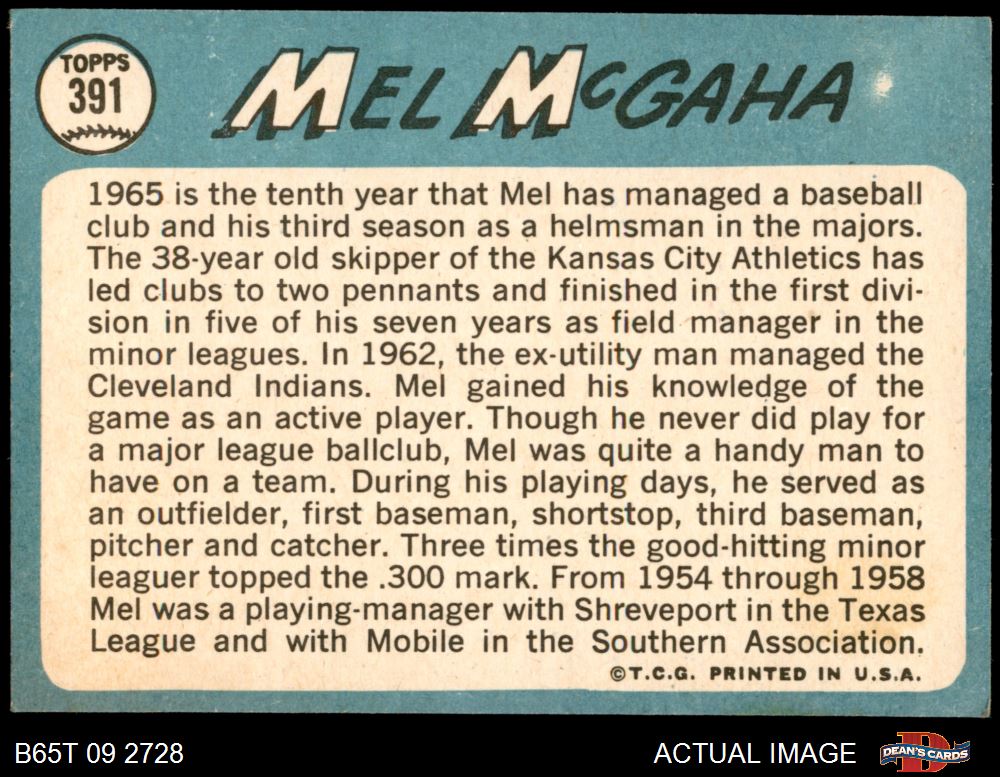 TOPPS
391
MEL McGAHA
1965 is the tenth year that Mel has managed a baseball
club and his third season as a helmsman in the majors.
The 38-year old skipper of the Kansas City Athletics has
led clubs to two pennants and finished in the first divi-
sion in five of his seven years as field manager in the
minor leagues. In 1962, the ex-utility man managed the
Cleveland Indians. Mel gained his knowledge of the
game as an active player. Though he never did play for
a major league ballclub, Mel was quite a handy man to
have on a team. During his playing days, he served as
an outfielder, first baseman, shortstop, third baseman,
pitcher and catcher. Three times the good-hitting minor
leaguer topped the .300 mark. From 1954 through 1958
Mel was a playing-manager with Shreveport in the Texas
League and with Mobile in the Southern Association.
©T.C.G. PRINTED IN U.S.A.
B65T 09 2728
ACTUAL IMAGE
DEAN'S CARDS